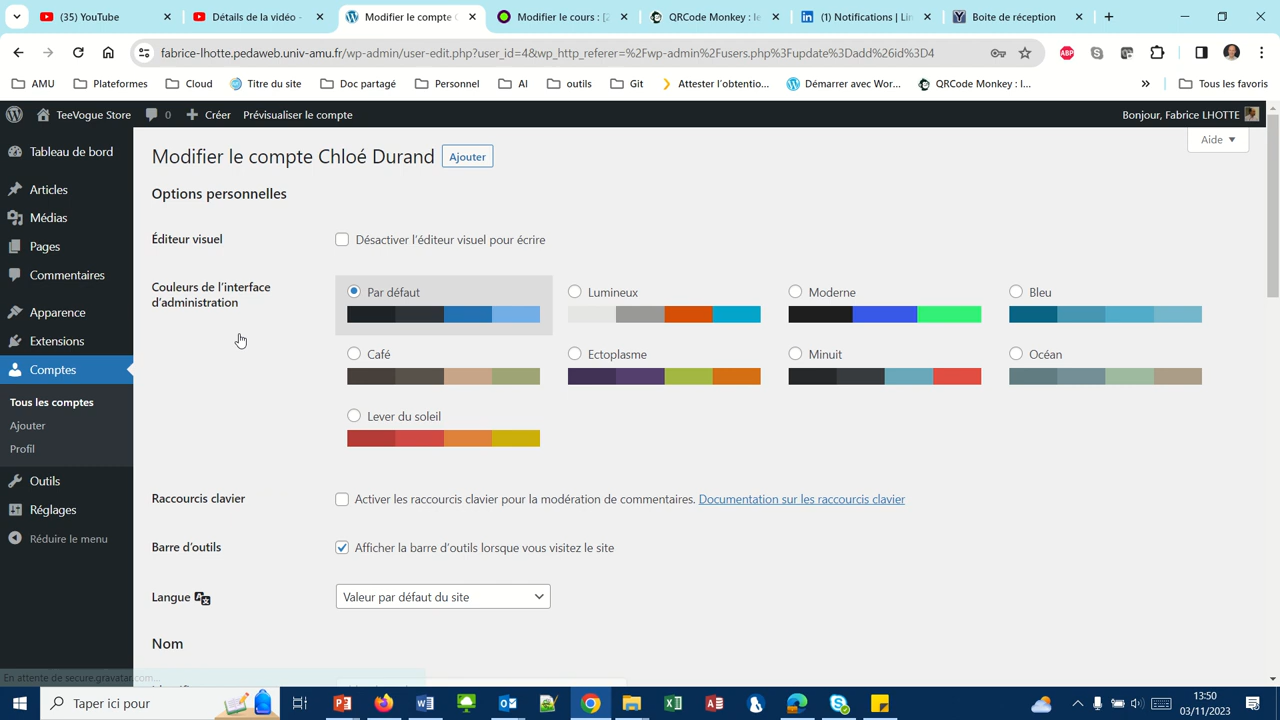 (35) YouTube
Détails de la vidéo -
Modifier le compte C
Modifier le cours : [2
QRCode Monkey : le
(1) Notifications | Lin
Boite de réception
fabrice-lhotte.pedaweb.univ-amu.fr/wp-admin/user-edit.php?user_id=4&wp_http_referer=%2Fwp-admin%2Fusers.php%3Fupdate%3Dadd%26id%3D4
AMU
Plateformes
Cloud
Titre du site
Doc partagé
Personnel
AI
outils
Git
Attester l'obtentio...
Démarrer avec Wor...
QRCode Monkey : l...
»
Tous les favoris
TeeVogue Store
0
Créer
Prévisualiser le compte
Bonjour, Fabrice LHOTTE
Tableau de bord
Articles
Médias
Pages
Commentaires
Apparence
Extensions
Comptes
Tous les comptes
Ajouter
Profil
Outils
Réglages
Réduire le menu
Aide
Modifier le compte Chloé Durand
Ajouter
Options personnelles
Éditeur visuel
Désactiver l'éditeur visuel pour écrire
Couleurs de l'interface
d'administration
Par défaut
Lumineux
Moderne
Bleu
Café
Ectoplasme
Minuit
Océan
Lever du soleil
Raccourcis clavier
Activer les raccourcis clavier pour la modération de commentaires. Documentation sur les raccourcis clavier
Barre d'outils
Afficher la barre d'outils lorsque vous visitez le site
Langue
Valeur par défaut du site
Nom
En attente de secure.gravatar.com...
Taper ici pour
13:50
03/11/2023